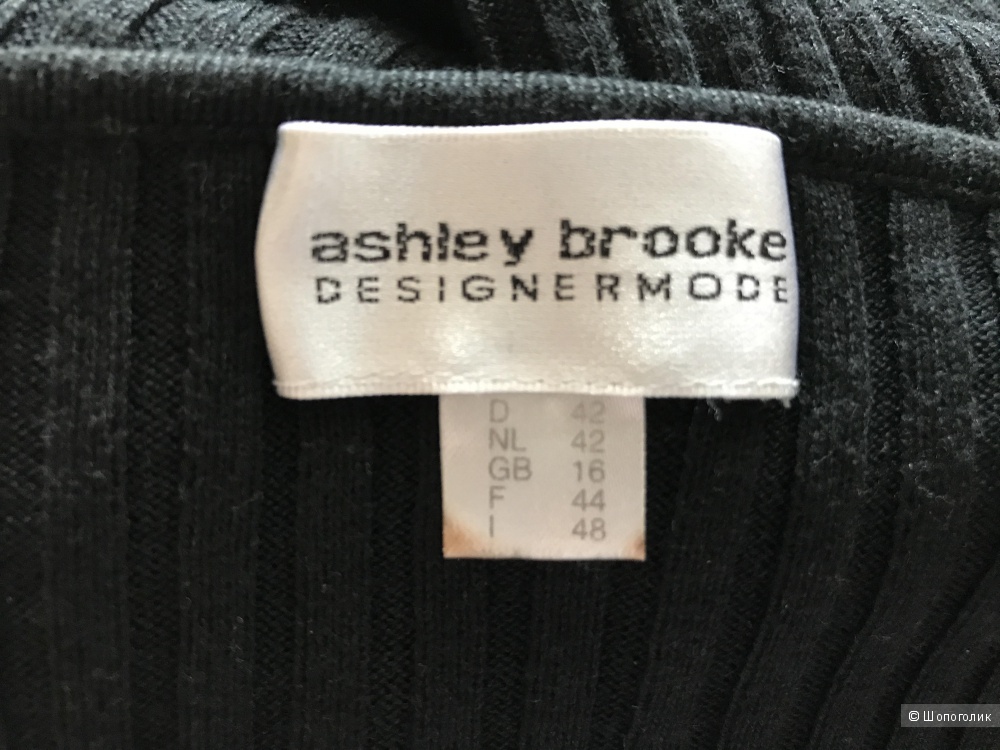 ashley brooke
DESIGNERMODE
D 42
NL 42
GB 16
F 44
I 48
© Шопоголик